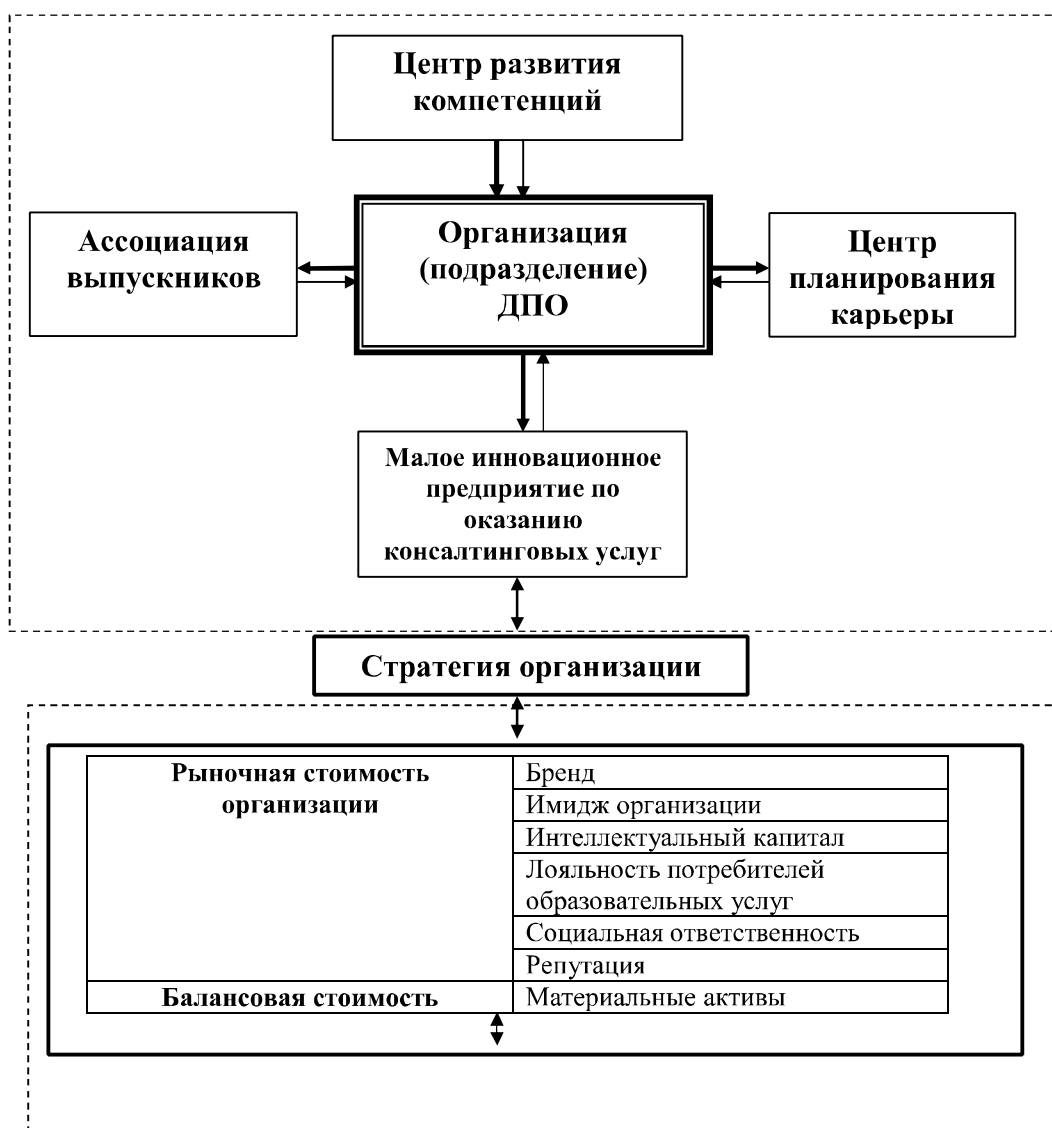 Центр развития
компетенций
Ассоциация
выпускников
Организация
(подразделение)
ДПО
Центр
планирования
карьеры
Малое инновационное
предприятие по
оказанию
консалтинговых услуг
Стратегия организации
Рыночная стоимость
организации
Бренд
Имидж организации
Интеллектуальный капитал
Лояльность потребителей
образовательных услуг
Социальная ответственность
Репутация
Балансовая стоимость
Материальные активы